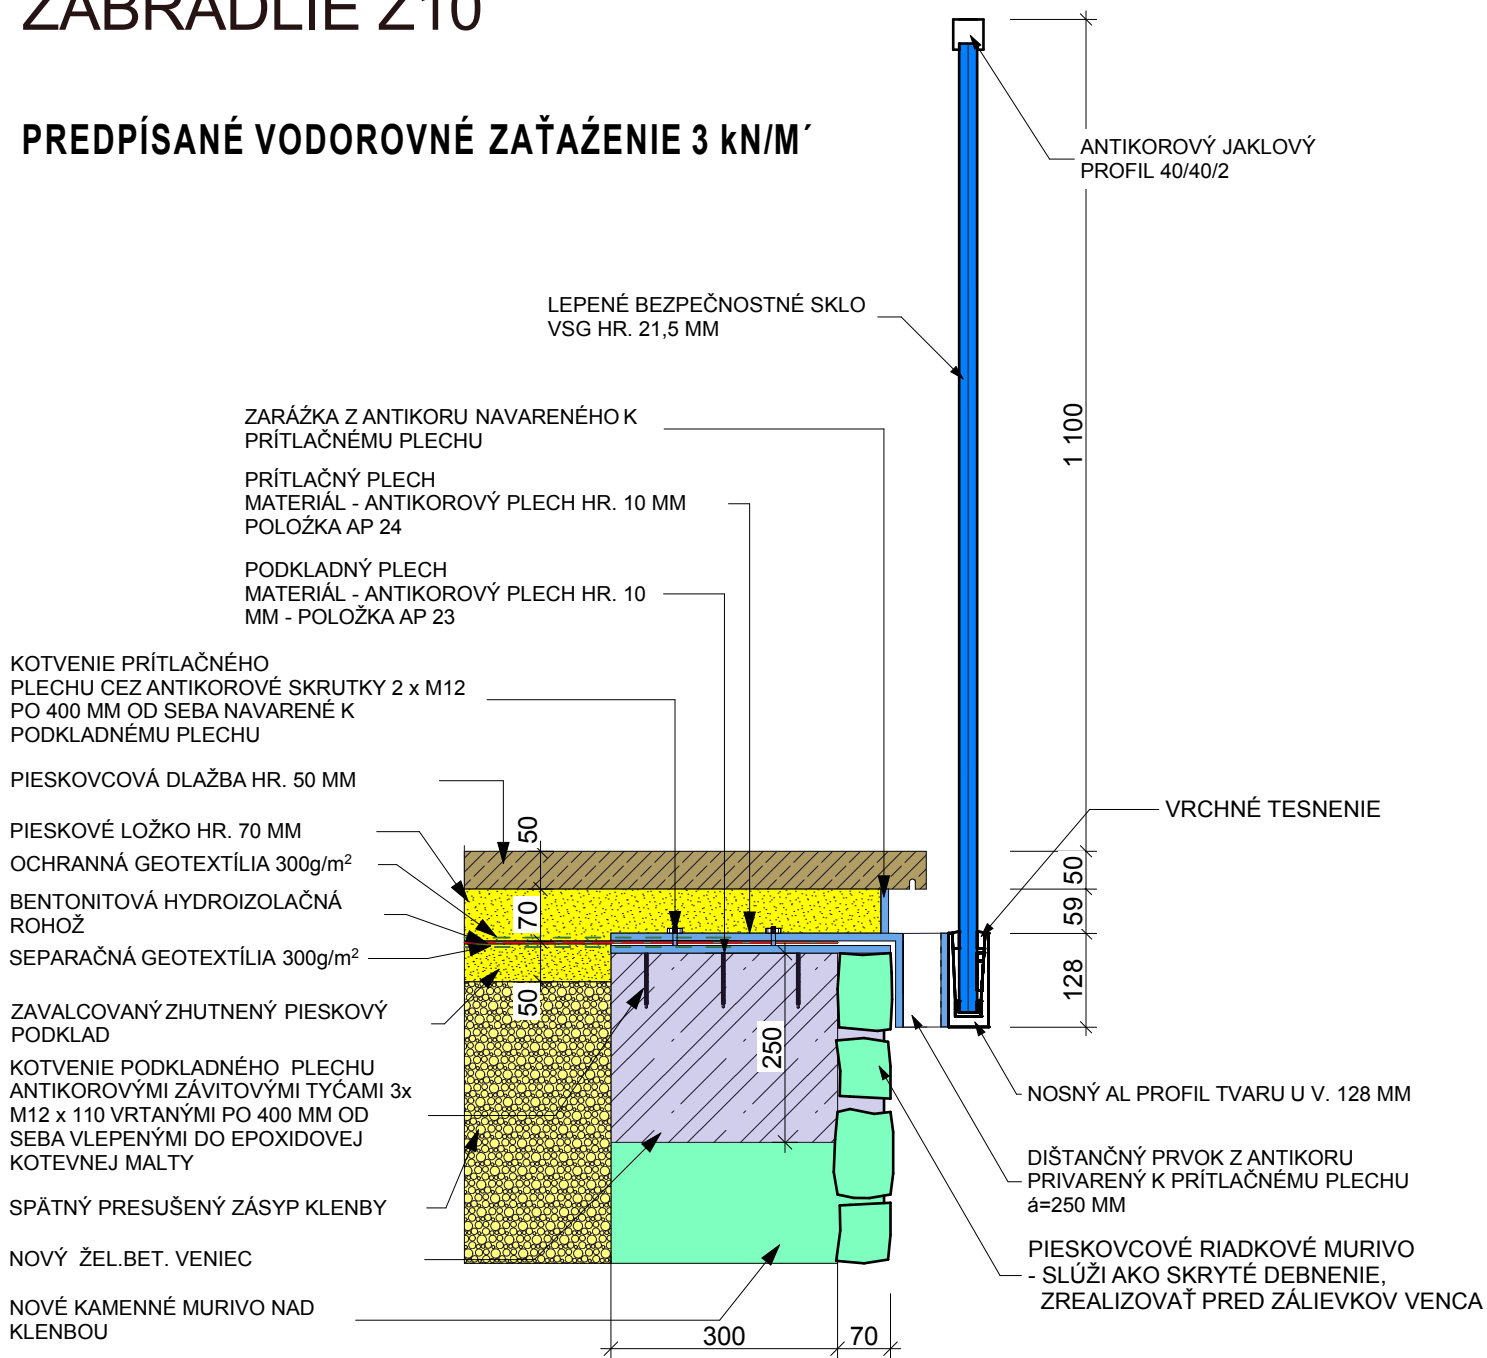 ZÁBRADLIE Z10
PREDPÍSANÉ VODOROVNÉ ZAŤAŹENIE 3 kN/M´
ANTIKOROVÝ JAKLOVÝ
PROFIL 40/40/2
LEPENÉ BEZPEČNOSTNÉ SKLO
VSG HR. 21,5 MM
1 100
ZARÁŹKA Z ANTIKORU NAVARENÉHO K
PRÍTLAČNÉMU PLECHU
PRÍTLAČNÝ PLECH
MATERIÁL - ANTIKOROVÝ PLECH HR. 10 MM
POLOŹKA AP 24
PODKLADNÝ PLECH
MATERIÁL - ANTIKOROVÝ PLECH HR. 10
MM - POLOŽKA AP 23
KOTVENIE PRÍTLAČNÉHO
PLECHU CEZ ANTIKOROVÉ SKRUTKY 2 x M12
PO 400 MM OD SEBA NAVARENÉ K
PODKLADNÉMU PLECHU
PIESKOVCOVÁ DLAŽBA HR. 50 MM
PIESKOVÉ LOŽKO HR. 70 MM
OCHRANNÁ GEOTEXTÍLIA 300g/m²
BENTONITOVÁ HYDROIZOLAČNÁ
ROHOŽ
SEPARAČNÁ GEOTEXTÍLIA 300g/m²
ZAVALCOVANÝ ZHUTNENÝ PIESKOVÝ
PODKLAD
KOTVENIE PODKLADNÉHO PLECHU
ANTIKOROVÝMI ZÁVITOVÝMI TYĆAMI 3x
M12 x 110 VRTANÝMI PO 400 MM OD
SEBA VLEPENÝMI DO EPOXIDOVEJ
KOTEVNEJ MALTY
SPÄTNÝ PRESUŠENÝ ZÁSYP KLENBY
NOVÝ ŽEL.BET. VENIEC
NOVÉ KAMENNÉ MURIVO NAD
KLENBOU
50
70
50
250
300
70
VRCHNÉ TESNENIE
50
59
128
NOSNÝ AL PROFIL TVARU U V. 128 MM
DIŠTANČNÝ PRVOK Z ANTIKORU
PRIVARENÝ K PRÍTLAČNÉMU PLECHU
á=250 MM
PIESKOVCOVÉ RIADKOVÉ MURIVO
- SLÚŽI AKO SKRYTÉ DEBNENIE,
ZREALIZOVAŤ PRED ZÁLIEVKOV VENCA